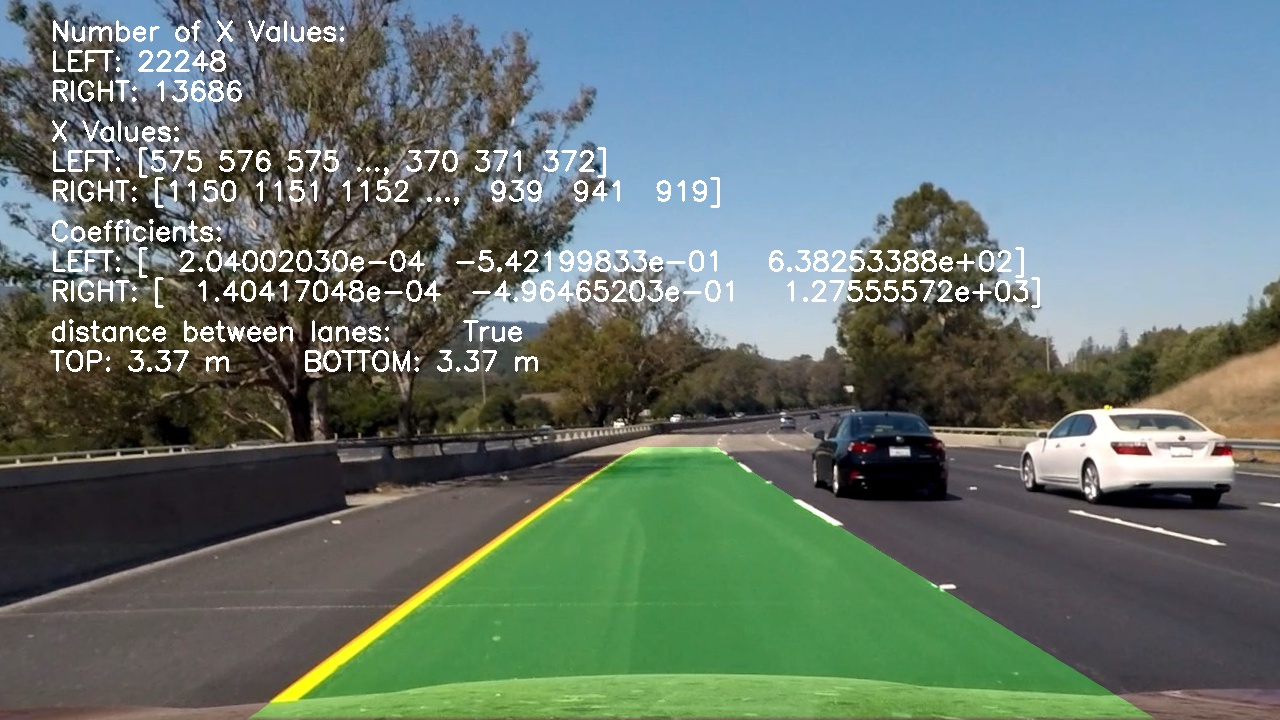 Number of X Values:
LEFT: 22248
RIGHT: 13686
X Values:
LEFT: [575 576 575 ..., 370 371 372]
RIGHT: [1150 1151 1152 ..., 939 941 919]
Coefficients:
LEFT: [ 2.04002030e-04 -5.42199833e-01 6.38253388e+02]
RIGHT: [ 1.40417048e-04 -4.96465203e-01 1.27555572e+03]
distance between lanes: True
TOP: 3.37 m BOTTOM: 3.37 m